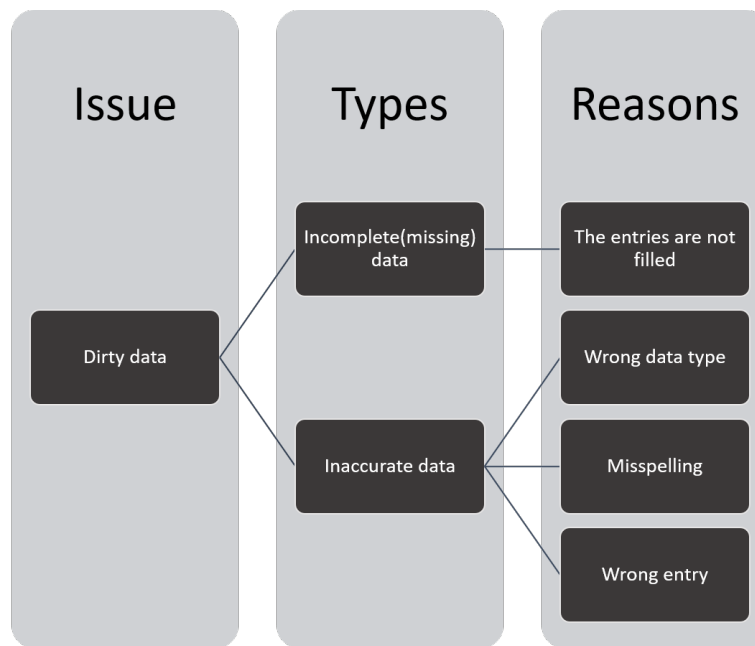 Issue
Types
Reasons
Dirty data
Incomplete(missing)
data
Inaccurate data
The entries are not
filled
Wrong data type
Misspelling
Wrong entry